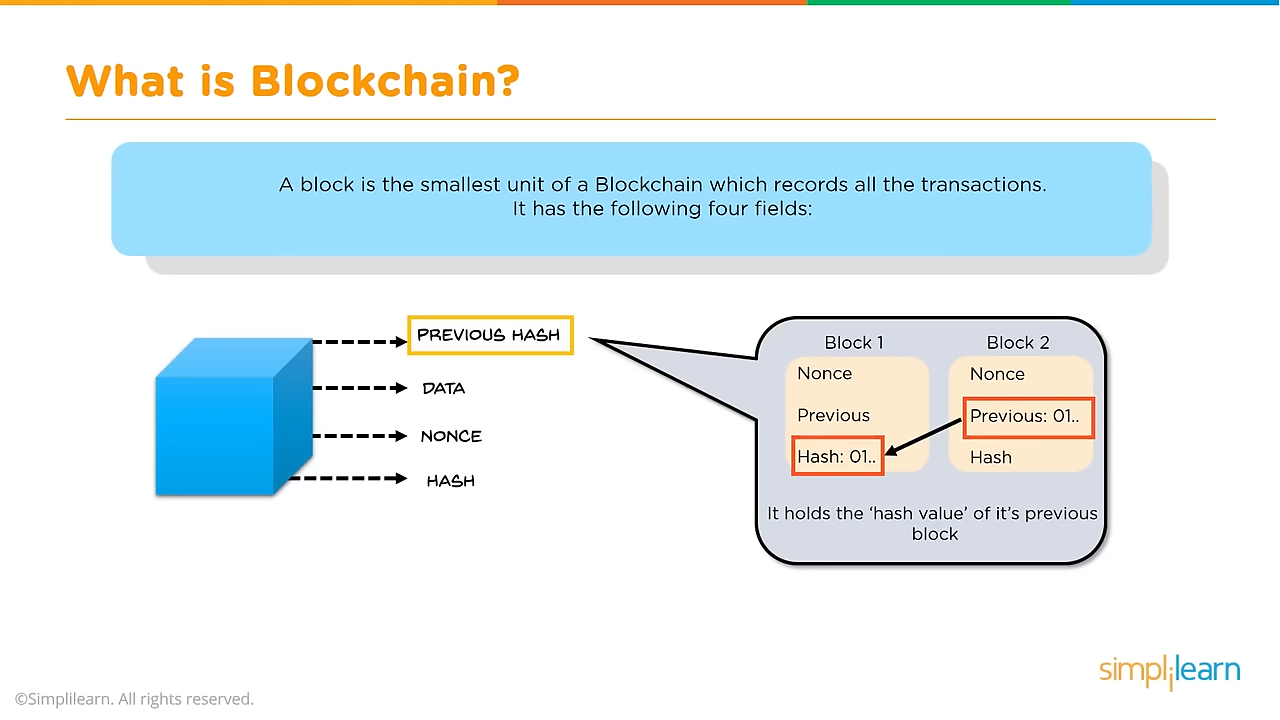 What is Blockchain?
A block is the smallest unit of a Blockchain which records all the transactions.
It has the following four fields:
PREVIOUS HASH
DATA
NONCE
HASH
Block 1
Nonce
Previous
Hash: 01..
Block 2
Nonce
Previous: 01..
Hash
It holds the ‘hash value’ of it’s previous
block
simplilearn
©Simplilearn. All rights reserved.